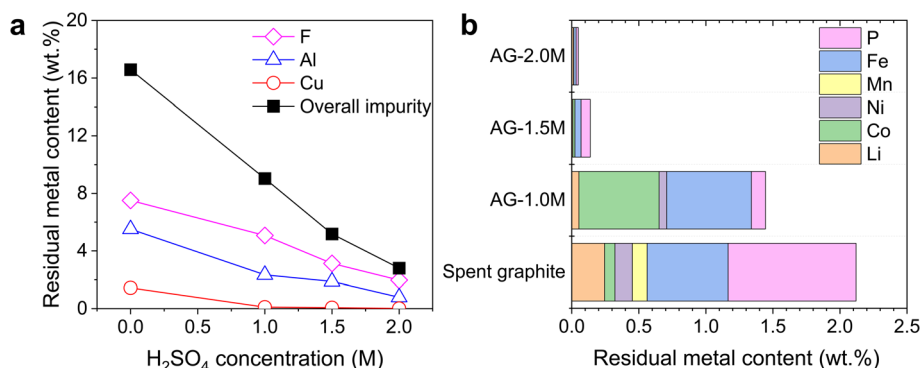 a
Residual metal content (wt.%)
20
16
12
8
4
0
F
Al
Cu
Overall impurity
0.0 0.5 1.0 1.5 2.0
H₂SO₄ concentration (M)
b
AG-2.0M
AG-1.5M
AG-1.0M
Spent graphite
P
Fe
Mn
Ni
Co
Li
0.0 0.5 1.0 1.5 2.0 2.5
Residual metal content (wt.%)